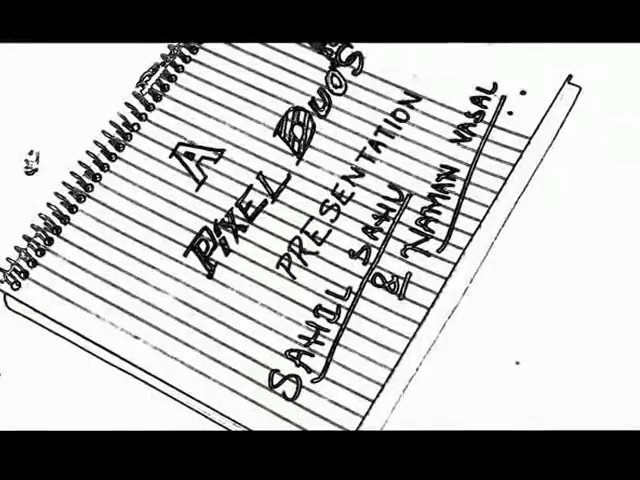 A
PiXEL DUOS
PRESENTATION
SAHIL SAHU
& NAMAN VASAL